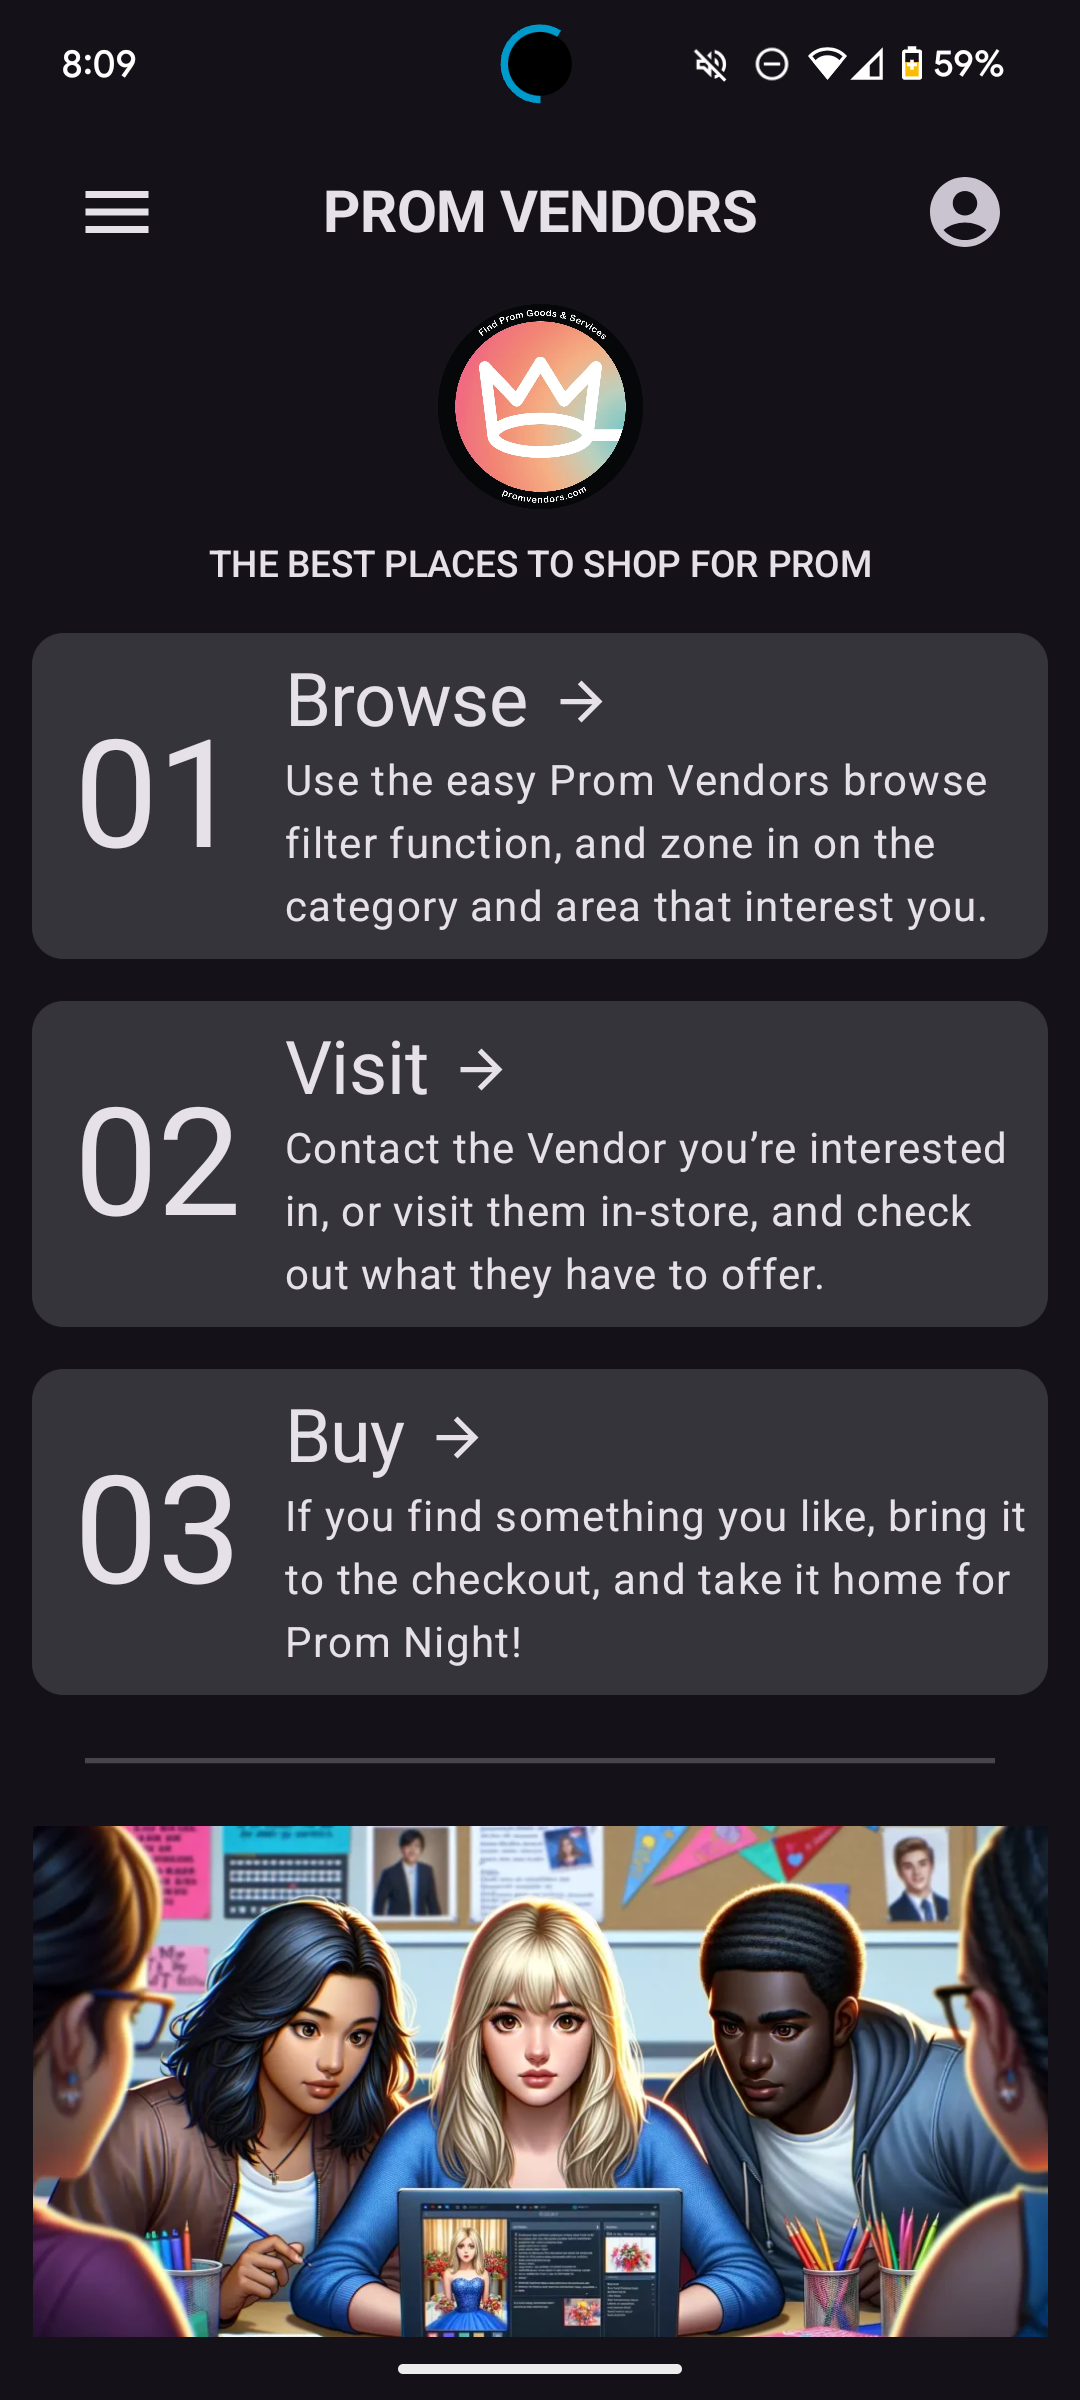 8:09
59%
PROM VENDORS
Find Prom Goods & Services
promvendors.com
THE BEST PLACES TO SHOP FOR PROM
01
Browse →
Use the easy Prom Vendors browse
filter function, and zone in on the
category and area that interest you.
02
Visit →
Contact the Vendor you’re interested
in, or visit them in-store, and check
out what they have to offer.
03
Buy →
If you find something you like, bring it
to the checkout, and take it home for
Prom Night!